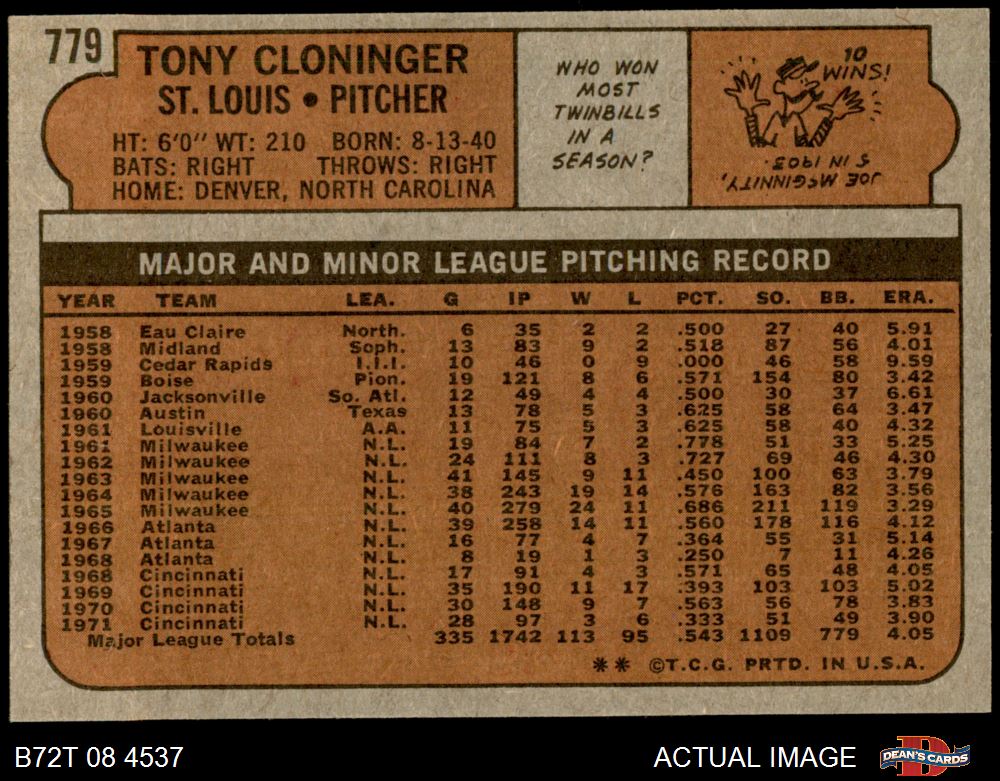 779
TONY CLONINGER
ST. LOUIS • PITCHER
HT: 6'0" WT: 210 BORN: 8-13-40
BATS: RIGHT THROWS: RIGHT
HOME: DENVER, NORTH CAROLINA
WHO WON
MOST
TWINBILLS
IN A
SEASON?
10
WINS!
JOE McGINNITY,
5 IN 1903.
MAJOR AND MINOR LEAGUE PITCHING RECORD
YEAR TEAM LEA. G IP W L PCT. SO. BB. ERA.
1958 Eau Claire North. 6 35 2 2 .500 27 40 5.91
1958 Midland Soph. 13 83 9 2 .518 87 56 4.01
1959 Cedar Rapids I.I.I. 10 46 0 9 .000 46 58 9.59
1959 Boise Pion. 19 121 8 6 .571 154 80 3.42
1960 Jacksonville So. Atl. 12 49 4 4 .500 30 37 6.61
1960 Austin Texas 13 78 5 3 .625 58 64 3.47
1961 Louisville A.A. 11 75 5 3 .625 58 40 4.32
1961 Milwaukee N.L. 19 84 7 2 .778 51 33 5.25
1962 Milwaukee N.L. 24 111 8 3 .727 69 46 4.30
1963 Milwaukee N.L. 41 145 9 11 .450 100 63 3.79
1964 Milwaukee N.L. 38 243 19 14 .576 163 82 3.56
1965 Milwaukee N.L. 40 279 24 11 .686 211 119 3.29
1966 Atlanta N.L. 39 258 14 11 .560 178 116 4.12
1967 Atlanta N.L. 16 77 4 7 .364 55 31 5.14
1968 Atlanta N.L. 8 19 1 3 .250 7 11 4.26
1968 Cincinnati N.L. 17 91 4 3 .571 65 48 4.05
1969 Cincinnati N.L. 35 190 11 17 .393 103 103 5.02
1970 Cincinnati N.L. 30 148 9 7 .563 56 78 3.83
1971 Cincinnati N.L. 28 97 3 6 .333 51 49 3.90
Major League Totals 335 1742 113 95 .543 1109 779 4.05
** ©T.C.G. PRTD. IN U.S.A.
B72T 08 4537 ACTUAL IMAGE DEAN'S CARDS